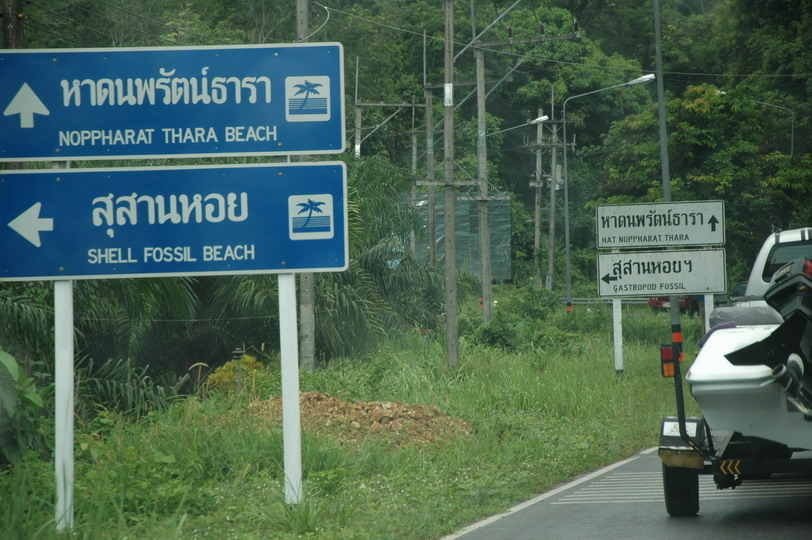 หาดนพรัตน์ธารา
NOPPHARAT THARA BEACH
สุสานหอย
SHELL FOSSIL BEACH
หาดนพรัตน์ธารา
HAT NOPPHARAT THARA
สุสานหอยฯ
GASTROPOD FOSSIL